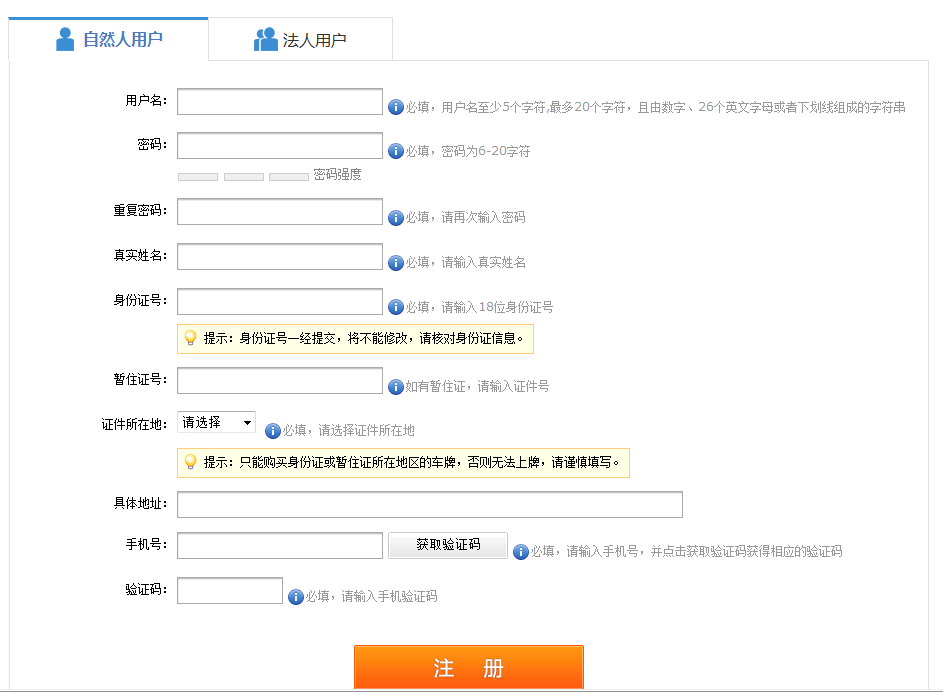 自然人用户 法人用户
用户名： 必填，用户名至少5个字符,最多20个字符，且由数字、26个英文字母或者下划线组成的字符串
密码： 必填，密码为6-20字符
密码强度
重复密码： 必填，请再次输入密码
真实姓名： 必填，请输入真实姓名
身份证号： 必填，请输入18位身份证号
提示：身份证号一经提交，将不能修改，请核对身份证信息。
暂住证号： 如有暂住证，请输入证件号
证件所在地： 请选择 必填，请选择证件所在地
提示：只能购买身份证或暂住证所在地区的车牌，否则无法上牌，请谨慎填写。
具体地址：
手机号： 获取验证码 必填，请输入手机号，并点击获取验证码获得相应的验证码
验证码： 必填，请输入手机验证码
注 册